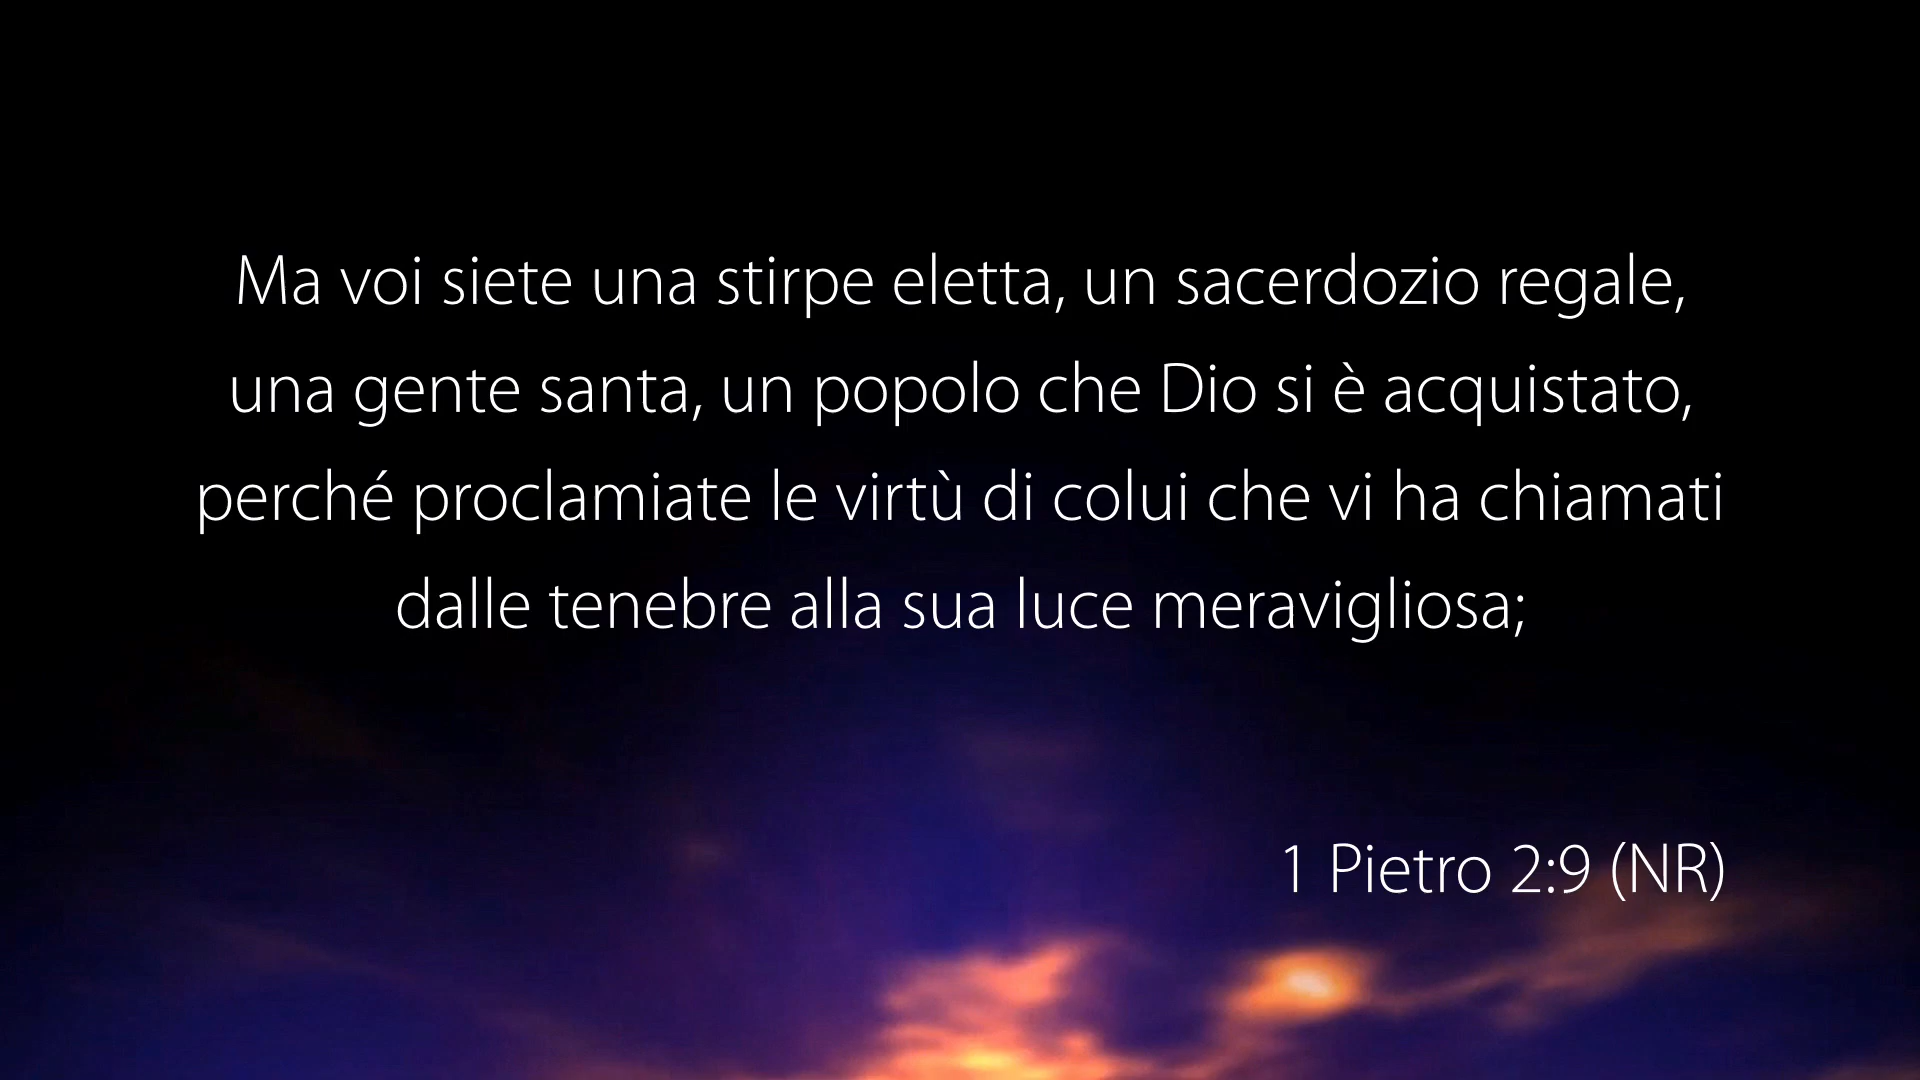 Ma voi siete una stirpe eletta, un sacerdozio regale,
una gente santa, un popolo che Dio si è acquistato,
perché proclamiate le virtù di colui che vi ha chiamati
dalle tenebre alla sua luce meravigliosa;
1 Pietro 2:9 (NR)